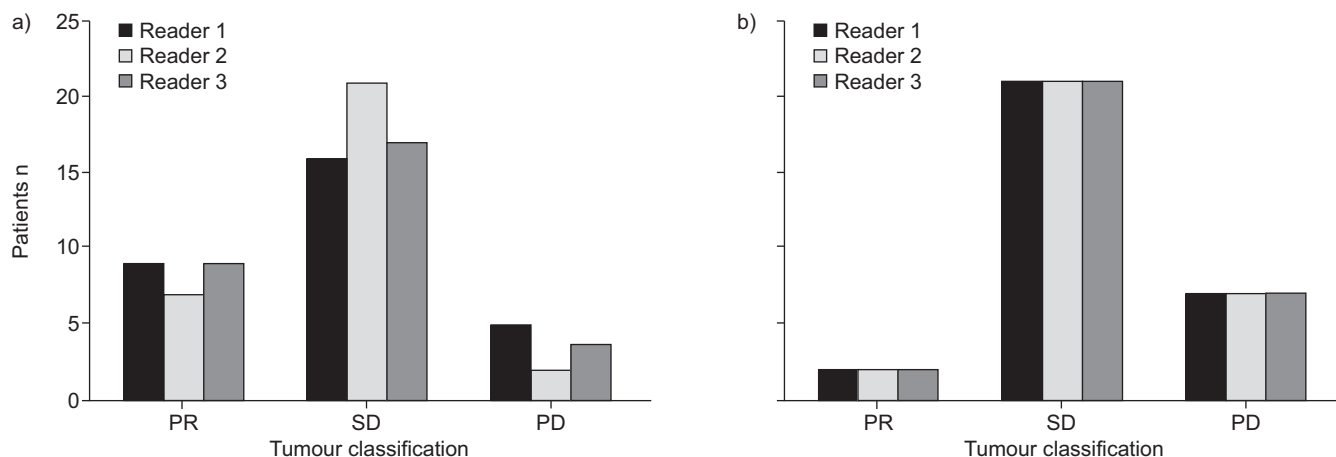 a)
25
20
15
10
5
0
Patients n
Reader 1
Reader 2
Reader 3
PR SD PD
Tumour classification
b)
Reader 1
Reader 2
Reader 3
PR SD PD
Tumour classification